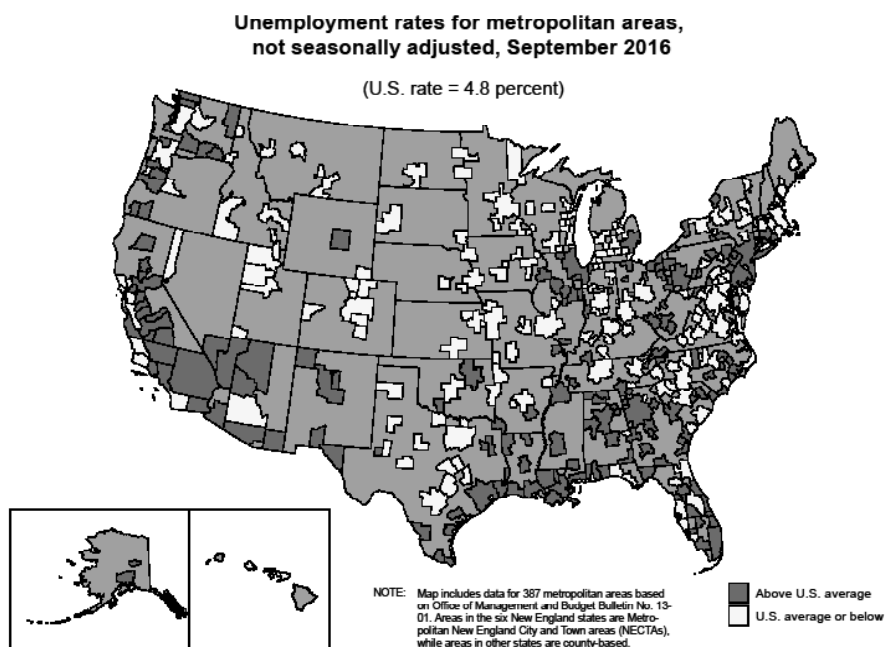 Unemployment rates for metropolitan areas,
not seasonally adjusted, September 2016
(U.S. rate = 4.8 percent)
NOTE: Map includes data for 387 metropolitan areas based
on Office of Management and Budget Bulletin No. 13-
01. Areas in the six New England states are Metro-
politan New England City and Town areas (NECTAs),
while areas in other states are county-based.
Above U.S. average
U.S. average or below